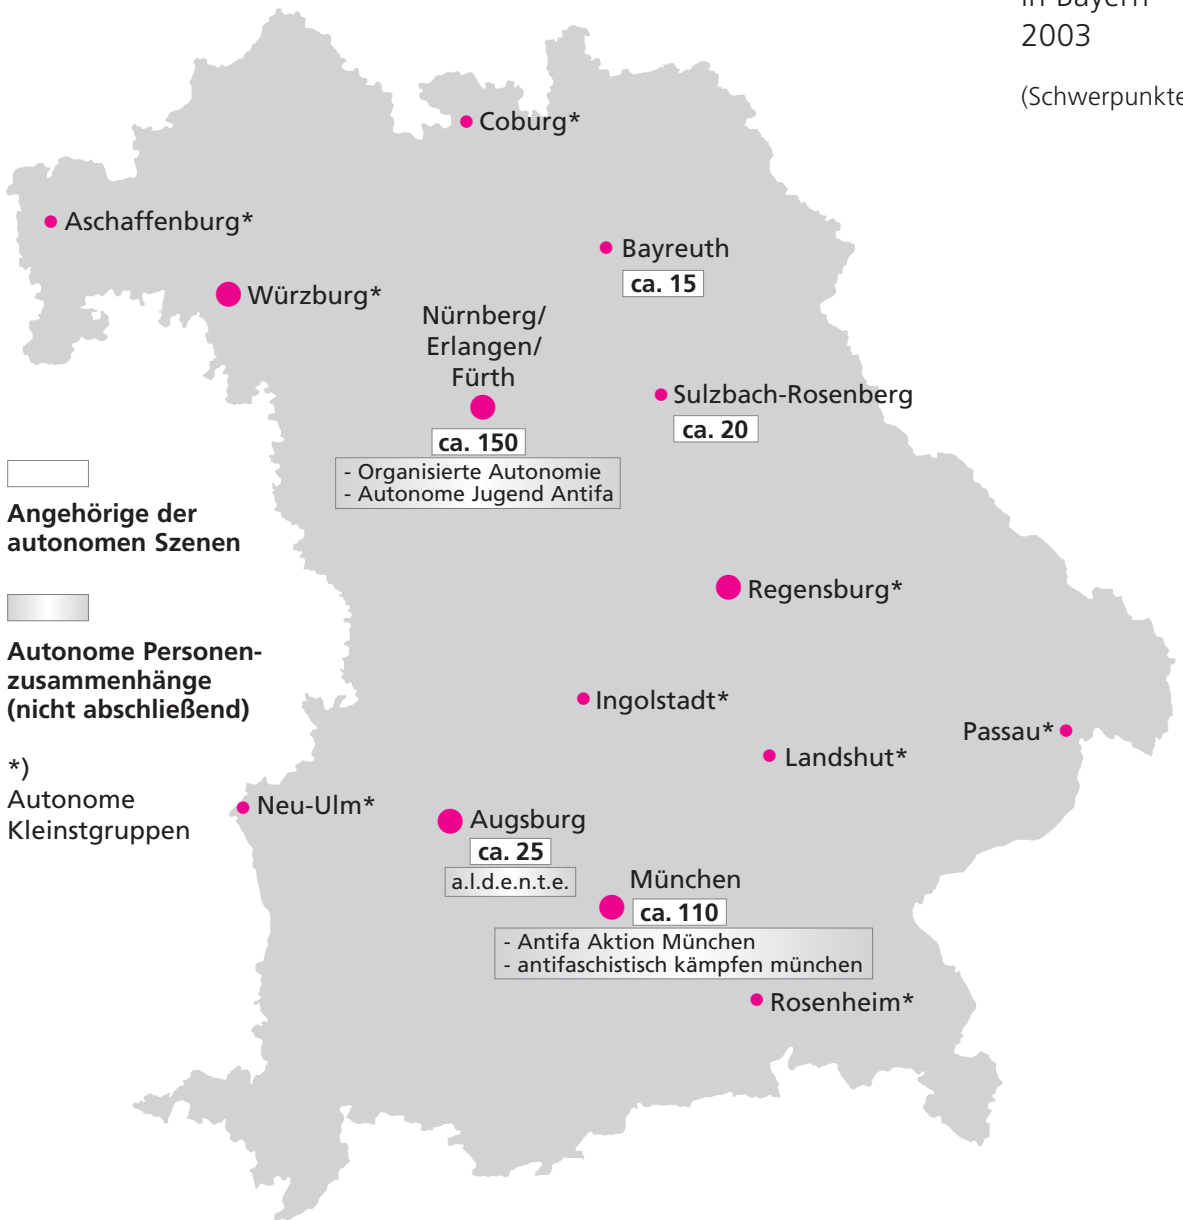 in Bayern
2003
(Schwerpunkte
Coburg*
Aschaffenburg*
Bayreuth
ca. 15
Würzburg*
Nürnberg/
Erlangen/
Fürth
ca. 150
- Organisierte Autonomie
- Autonome Jugend Antifa
Sulzbach-Rosenberg
ca. 20
Angehörige der
autonomen Szenen
Autonome Personen-
zusammenhänge
(nicht abschließend)
*)
Autonome
Kleinstgruppen
Regensburg*
Ingolstadt*
Passau*
Landshut*
Neu-Ulm*
Augsburg
ca. 25
a.l.d.e.n.t.e.
München
ca. 110
- Antifa Aktion München
- antifaschistisch kämpfen münchen
Rosenheim*